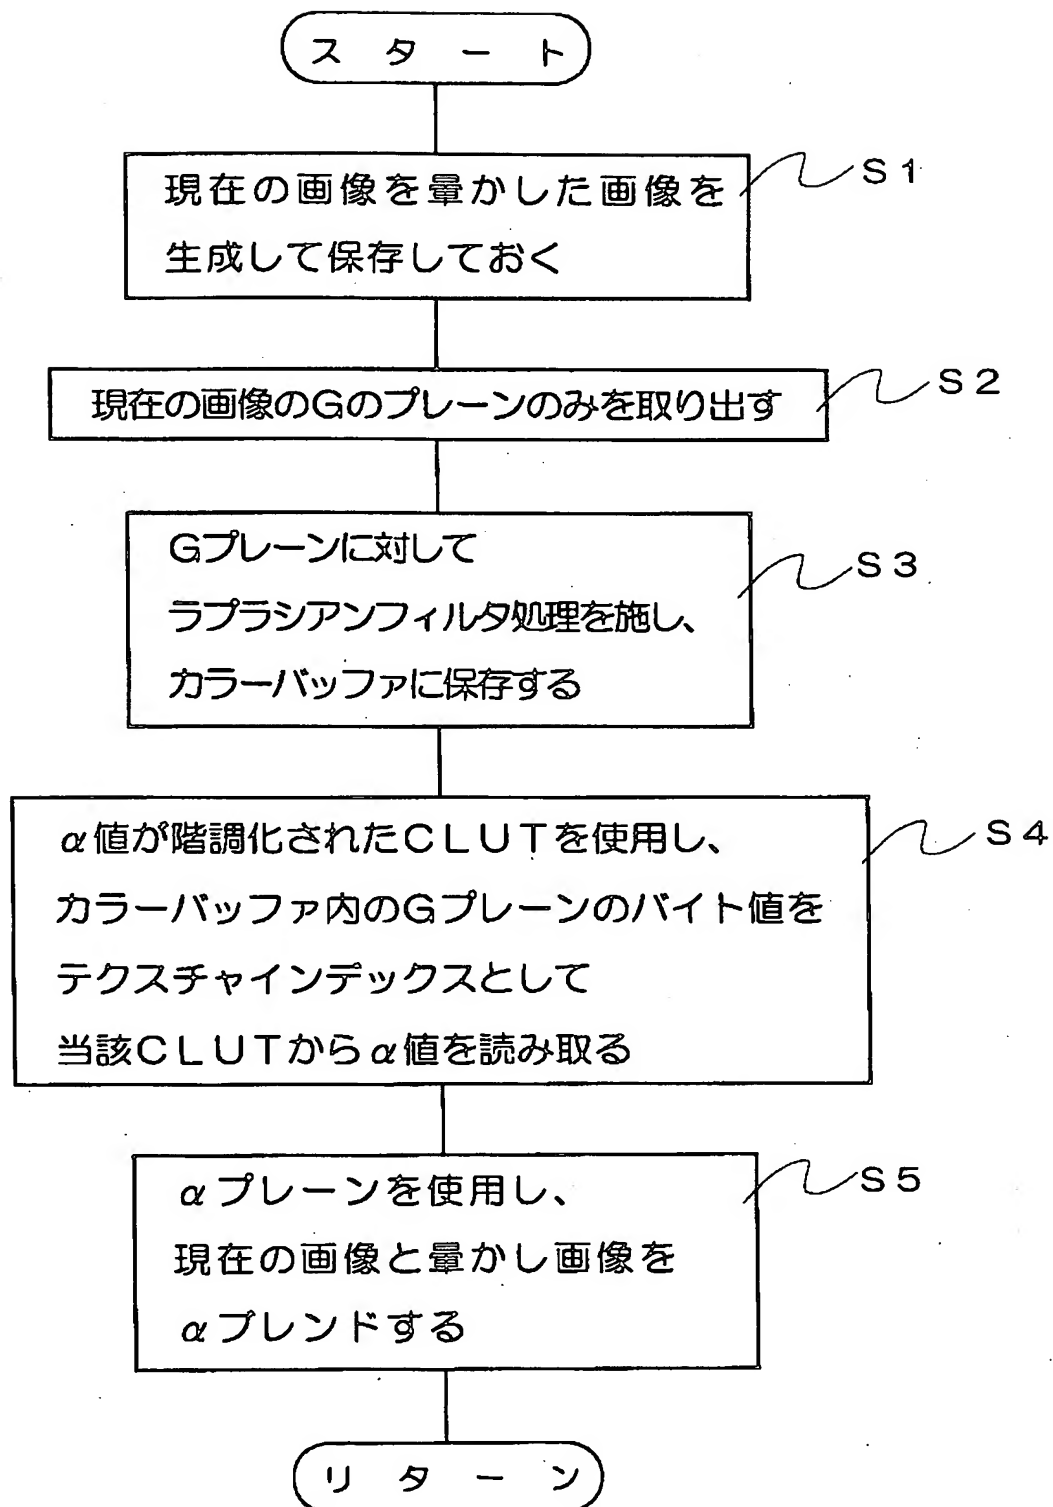 スタート
現在の画像を暈かした画像を
生成して保存しておく
S1
現在の画像のGのプレーンのみを取り出す
S2
Gプレーンに対して
ラプラシアンフィルタ処理を施し、
カラーバッファに保存する
S3
α値が階調化されたCLUTを使用し、
カラーバッファ内のGプレーンのバイト値を
テクスチャインデックスとして
当該CLUTからα値を読み取る
S4
αプレーンを使用し、
現在の画像と暈かし画像を
αブレンドする
S5
リターン